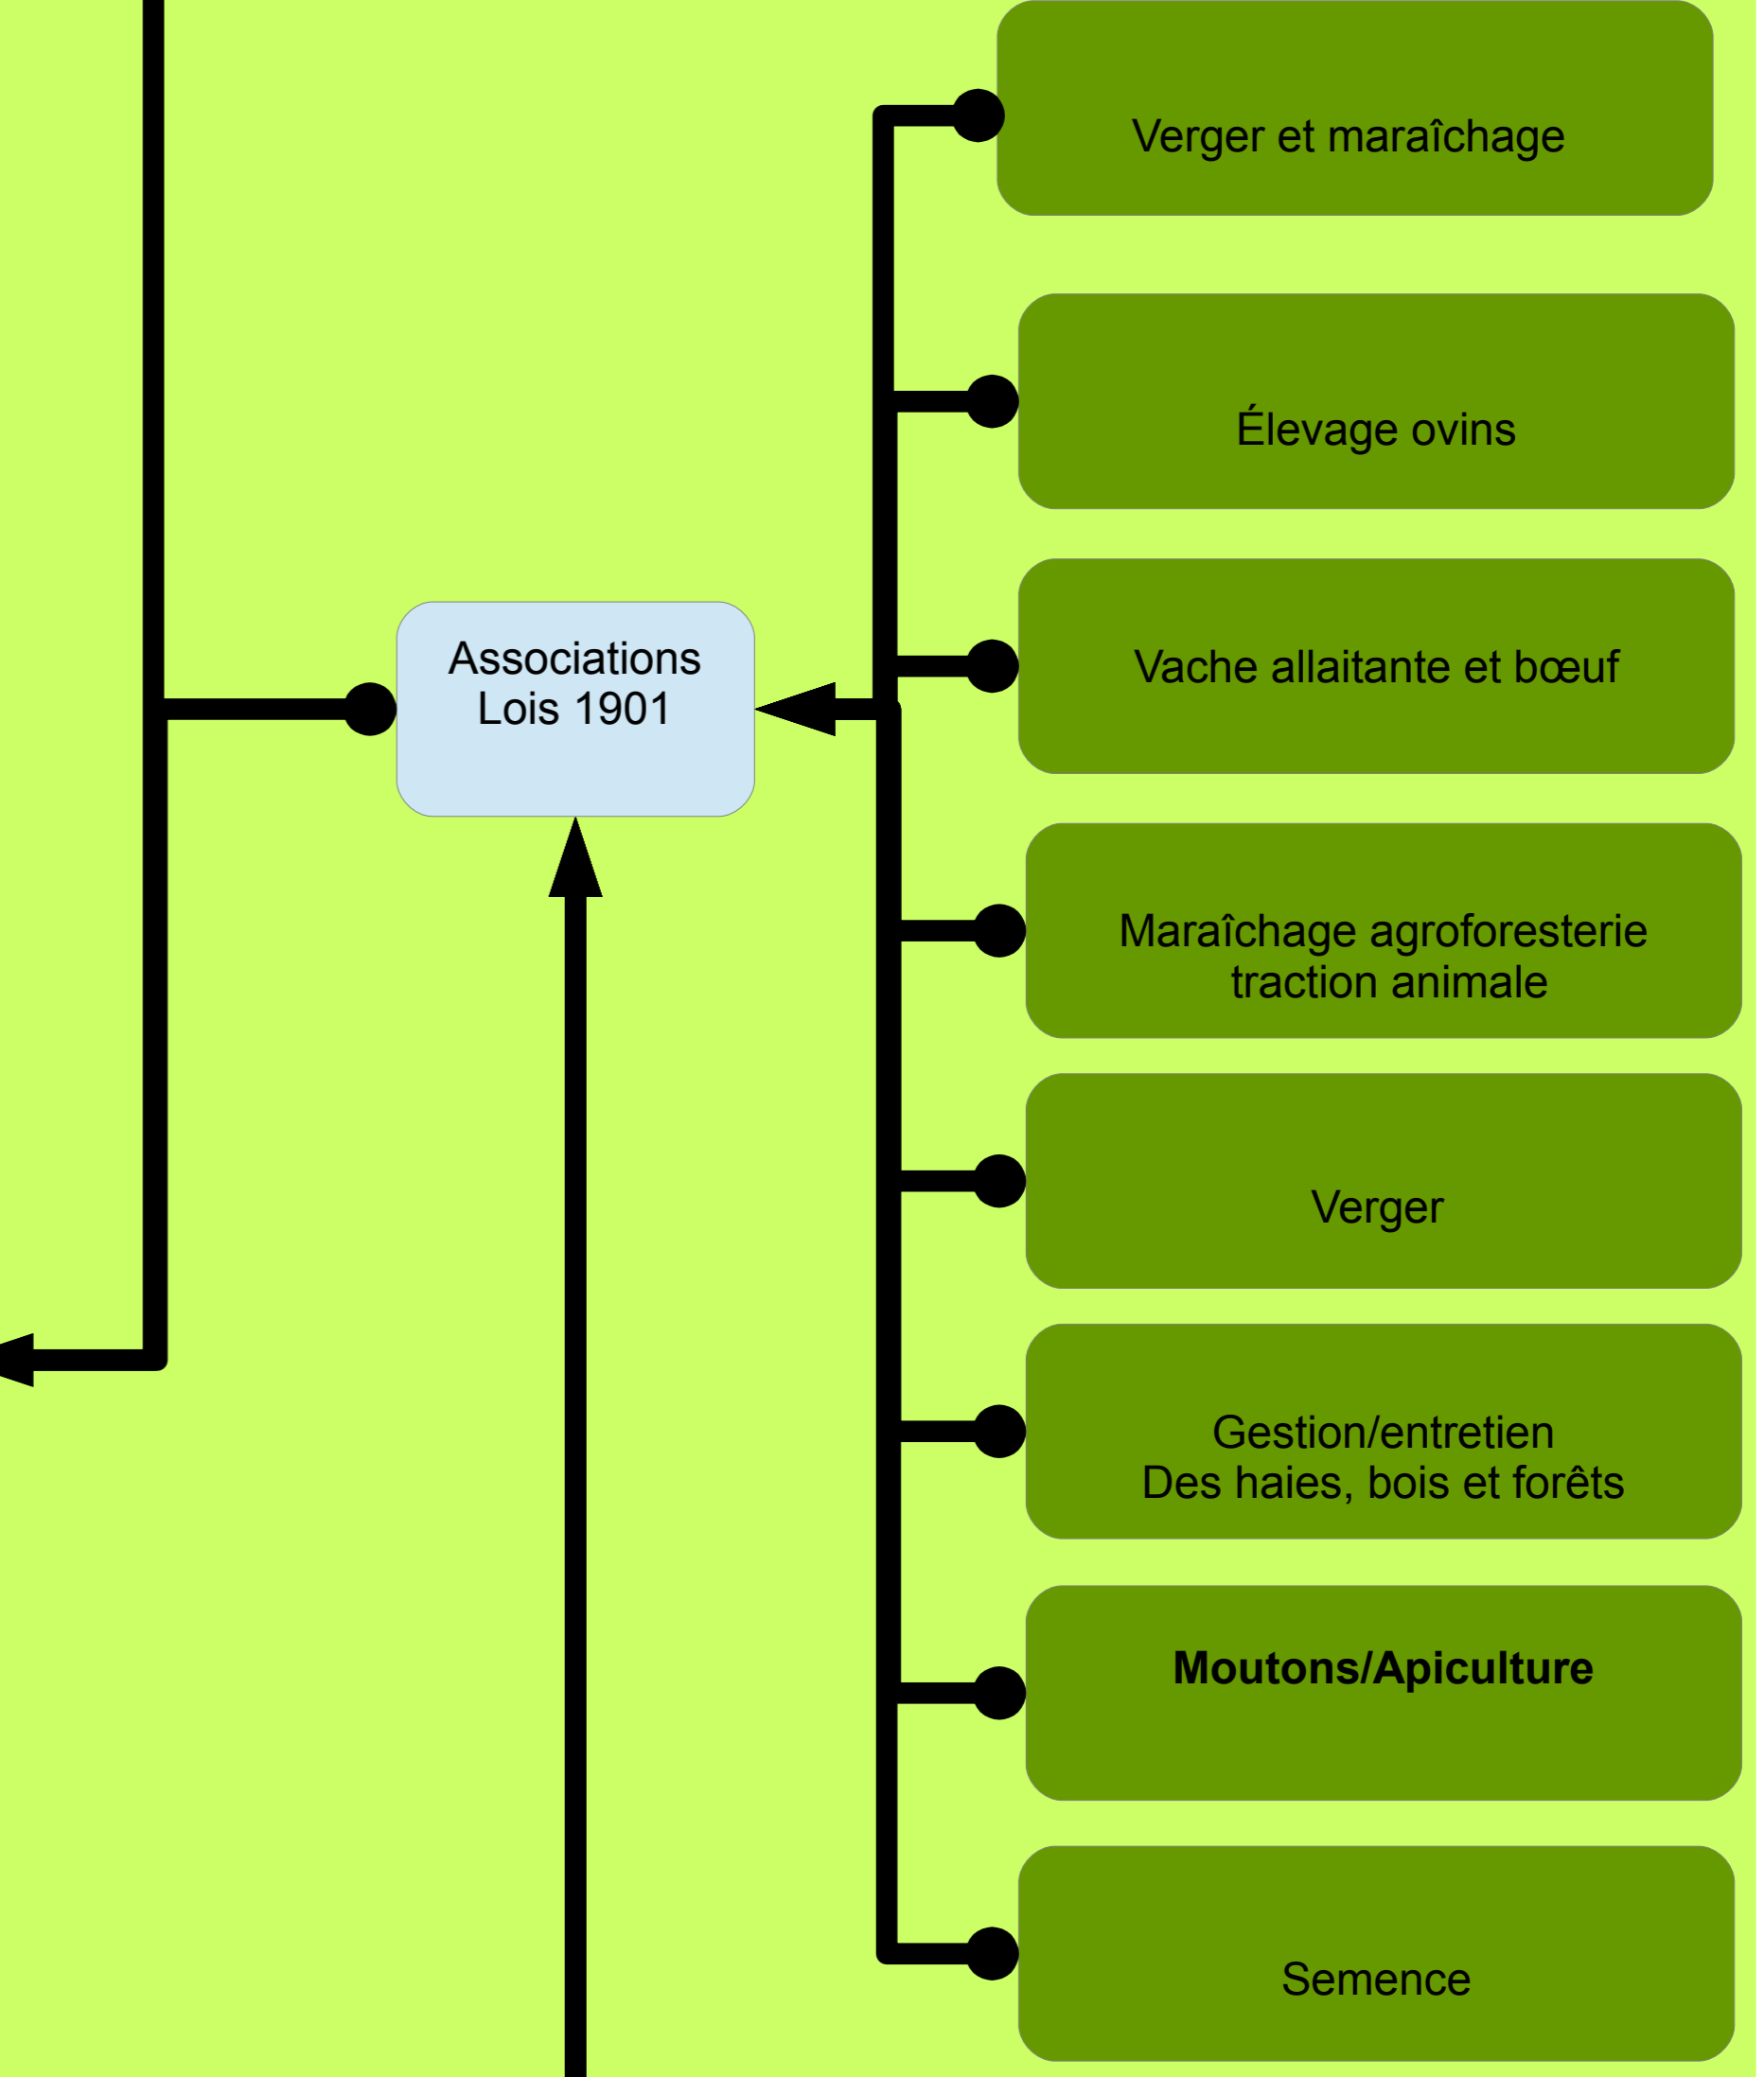 Verger et maraîchage
Élevage ovins
Associations
Lois 1901
Vache allaitante et bœuf
Maraîchage agroforesterie
traction animale
Verger
Gestion/entretien
Des haies, bois et forêts
Moutons/Apiculture
Semence